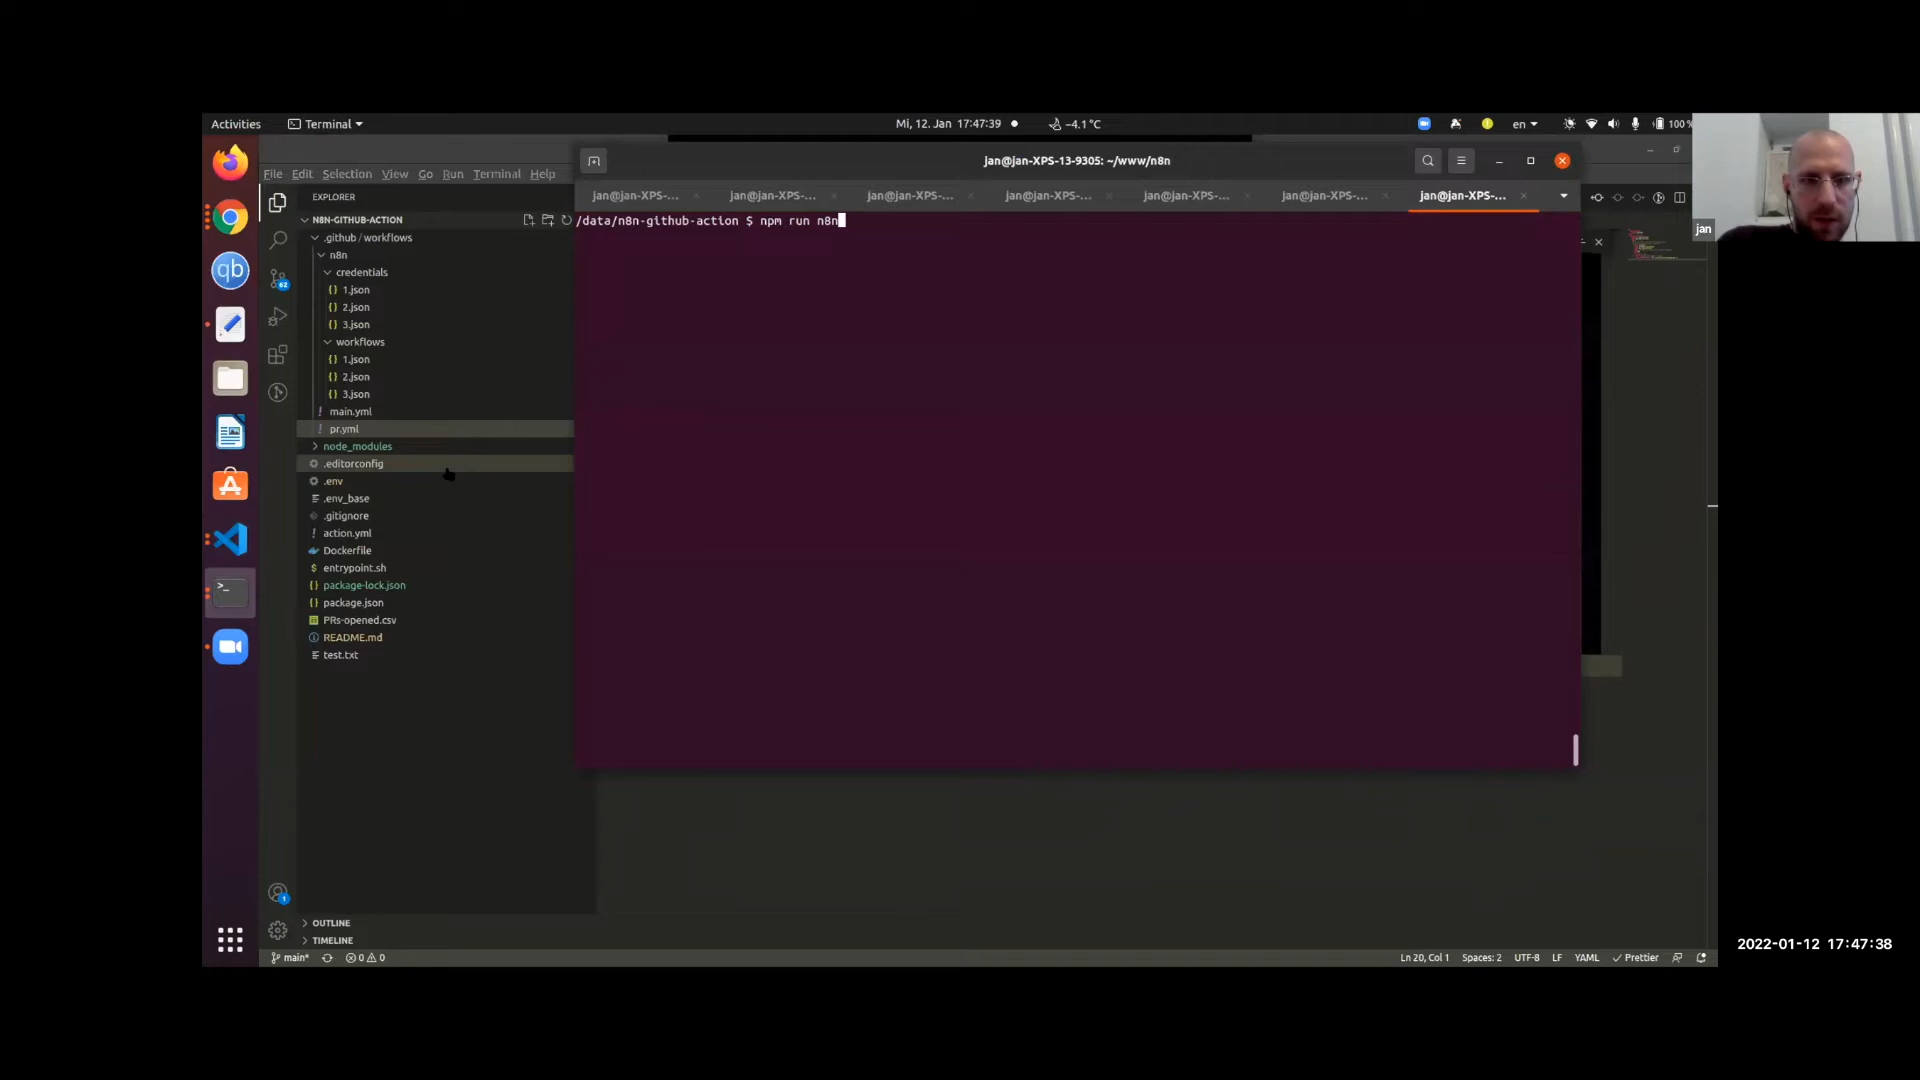 Activities
Terminal
Mi, 12. Jan 17:47:39
-4.1 °C
en
100 %
jan@jan-XPS-13-9305: ~/www/n8n
File Edit Selection View Go Run Terminal Help
jan@jan-XPS-...
jan@jan-XPS-...
jan@jan-XPS-...
jan@jan-XPS-...
jan@jan-XPS-...
jan@jan-XPS-...
jan@jan-XPS-...
EXPLORER
N8N-GITHUB-ACTION
/data/n8n-github-action $ npm run n8n
jan
.github / workflows
n8n
credentials
1.json
2.json
3.json
workflows
1.json
2.json
3.json
main.yml
pr.yml
node_modules
.editorconfig
.env
.env_base
.gitignore
action.yml
Dockerfile
entrypoint.sh
package-lock.json
package.json
PRs-opened.csv
README.md
test.txt
62
qb
1
OUTLINE
TIMELINE
main*
0 0
Ln 20, Col 1
Spaces: 2
UTF-8
LF
YAML
Prettier
2022-01-12 17:47:38